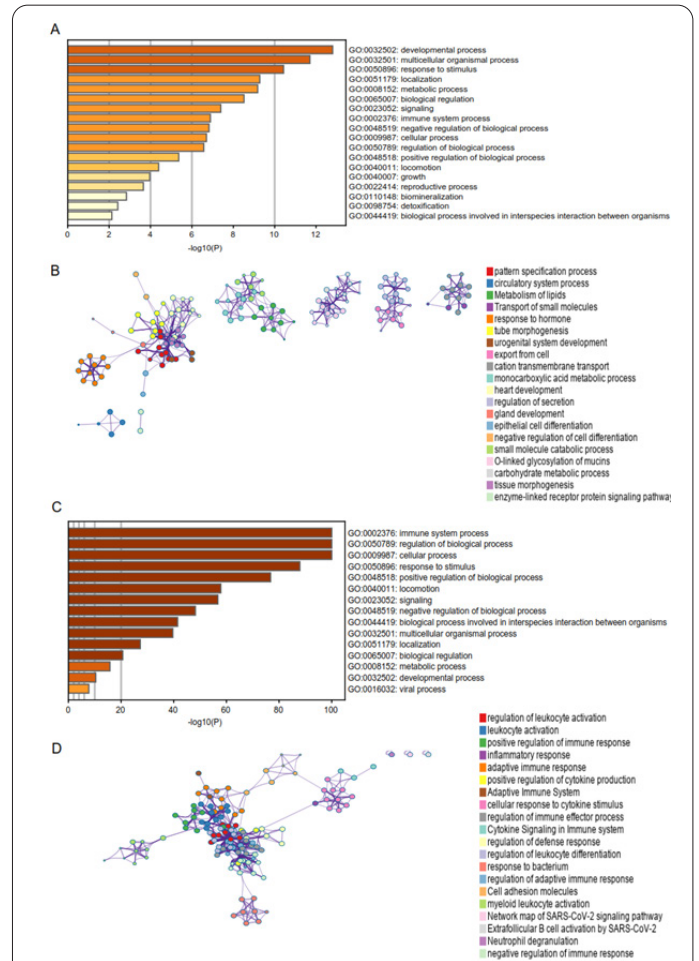 A
GO:0032502: developmental process
GO:0032501: multicellular organismal process
GO:0050896: response to stimulus
GO:0051179: localization
GO:0008152: metabolic process
GO:0065007: biological regulation
GO:0023052: signaling
GO:0002376: immune system process
GO:0048519: negative regulation of biological process
GO:0009987: cellular process
GO:0050789: regulation of biological process
GO:0048518: positive regulation of biological process
GO:0040011: locomotion
GO:0040007: growth
GO:0022414: reproductive process
GO:0110148: biomineralization
GO:0098754: detoxification
GO:0044419: biological process involved in interspecies interaction between organisms
0 2 4 6 8 10 12
-log10(P)
B
pattern specification process
circulatory system process
Metabolism of lipids
Transport of small molecules
response to hormone
tube morphogenesis
urogenital system development
export from cell
cation transmembrane transport
monocarboxylic acid metabolic process
heart development
regulation of secretion
gland development
epithelial cell differentiation
negative regulation of cell differentiation
small molecule catabolic process
O-linked glycosylation of mucins
carbohydrate metabolic process
tissue morphogenesis
enzyme-linked receptor protein signaling pathway
C
GO:0002376: immune system process
GO:0050789: regulation of biological process
GO:0009987: cellular process
GO:0050896: response to stimulus
GO:0048518: positive regulation of biological process
GO:0040011: locomotion
GO:0023052: signaling
GO:0048519: negative regulation of biological process
GO:0044419: biological process involved in interspecies interaction between organisms
GO:0032501: multicellular organismal process
GO:0051179: localization
GO:0065007: biological regulation
GO:0008152: metabolic process
GO:0032502: developmental process
GO:0016032: viral process
0 20 40 60 80 100
-log10(P)
D
regulation of leukocyte activation
leukocyte activation
positive regulation of immune response
inflammatory response
adaptive immune response
positive regulation of cytokine production
Adaptive Immune System
cellular response to cytokine stimulus
regulation of immune effector process
Cytokine Signaling in Immune system
regulation of defense response
regulation of leukocyte differentiation
response to bacterium
regulation of adaptive immune response
Cell adhesion molecules
myeloid leukocyte activation
Network map of SARS-CoV-2 signaling pathway
Extrafollicular B cell activation by SARS-CoV-2
Neutrophil degranulation
negative regulation of immune response